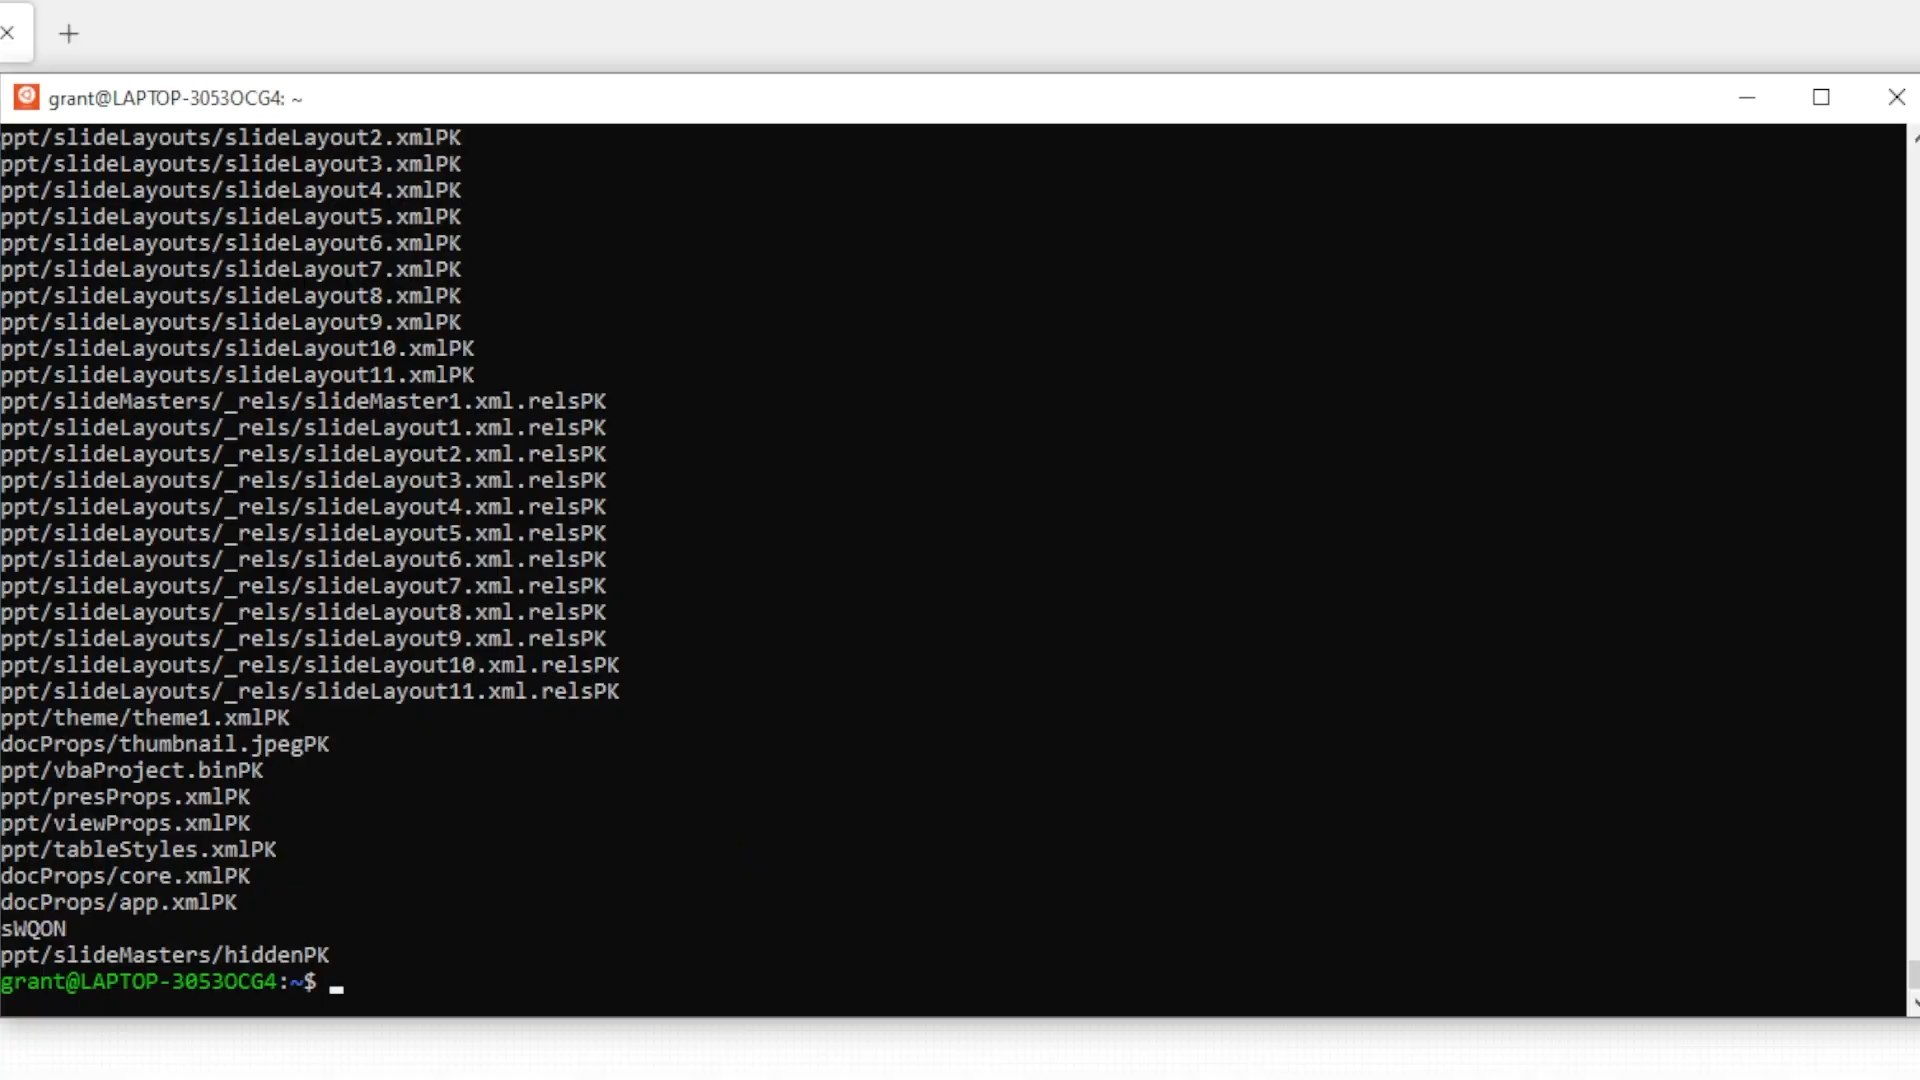 grant@LAPTOP-3053OCG4: ~
ppt/slideLayouts/slideLayout2.xmlPK
ppt/slideLayouts/slideLayout3.xmlPK
ppt/slideLayouts/slideLayout4.xmlPK
ppt/slideLayouts/slideLayout5.xmlPK
ppt/slideLayouts/slideLayout6.xmlPK
ppt/slideLayouts/slideLayout7.xmlPK
ppt/slideLayouts/slideLayout8.xmlPK
ppt/slideLayouts/slideLayout9.xmlPK
ppt/slideLayouts/slideLayout10.xmlPK
ppt/slideLayouts/slideLayout11.xmlPK
ppt/slideMasters/_rels/slideMaster1.xml.relsPK
ppt/slideLayouts/_rels/slideLayout1.xml.relsPK
ppt/slideLayouts/_rels/slideLayout2.xml.relsPK
ppt/slideLayouts/_rels/slideLayout3.xml.relsPK
ppt/slideLayouts/_rels/slideLayout4.xml.relsPK
ppt/slideLayouts/_rels/slideLayout5.xml.relsPK
ppt/slideLayouts/_rels/slideLayout6.xml.relsPK
ppt/slideLayouts/_rels/slideLayout7.xml.relsPK
ppt/slideLayouts/_rels/slideLayout8.xml.relsPK
ppt/slideLayouts/_rels/slideLayout9.xml.relsPK
ppt/slideLayouts/_rels/slideLayout10.xml.relsPK
ppt/slideLayouts/_rels/slideLayout11.xml.relsPK
ppt/theme/theme1.xmlPK
docProps/thumbnail.jpegPK
ppt/vbaProject.binPK
ppt/presProps.xmlPK
ppt/viewProps.xmlPK
ppt/tableStyles.xmlPK
docProps/core.xmlPK
docProps/app.xmlPK
sWQON
ppt/slideMasters/hiddenPK
grant@LAPTOP-3053OCG4:~$